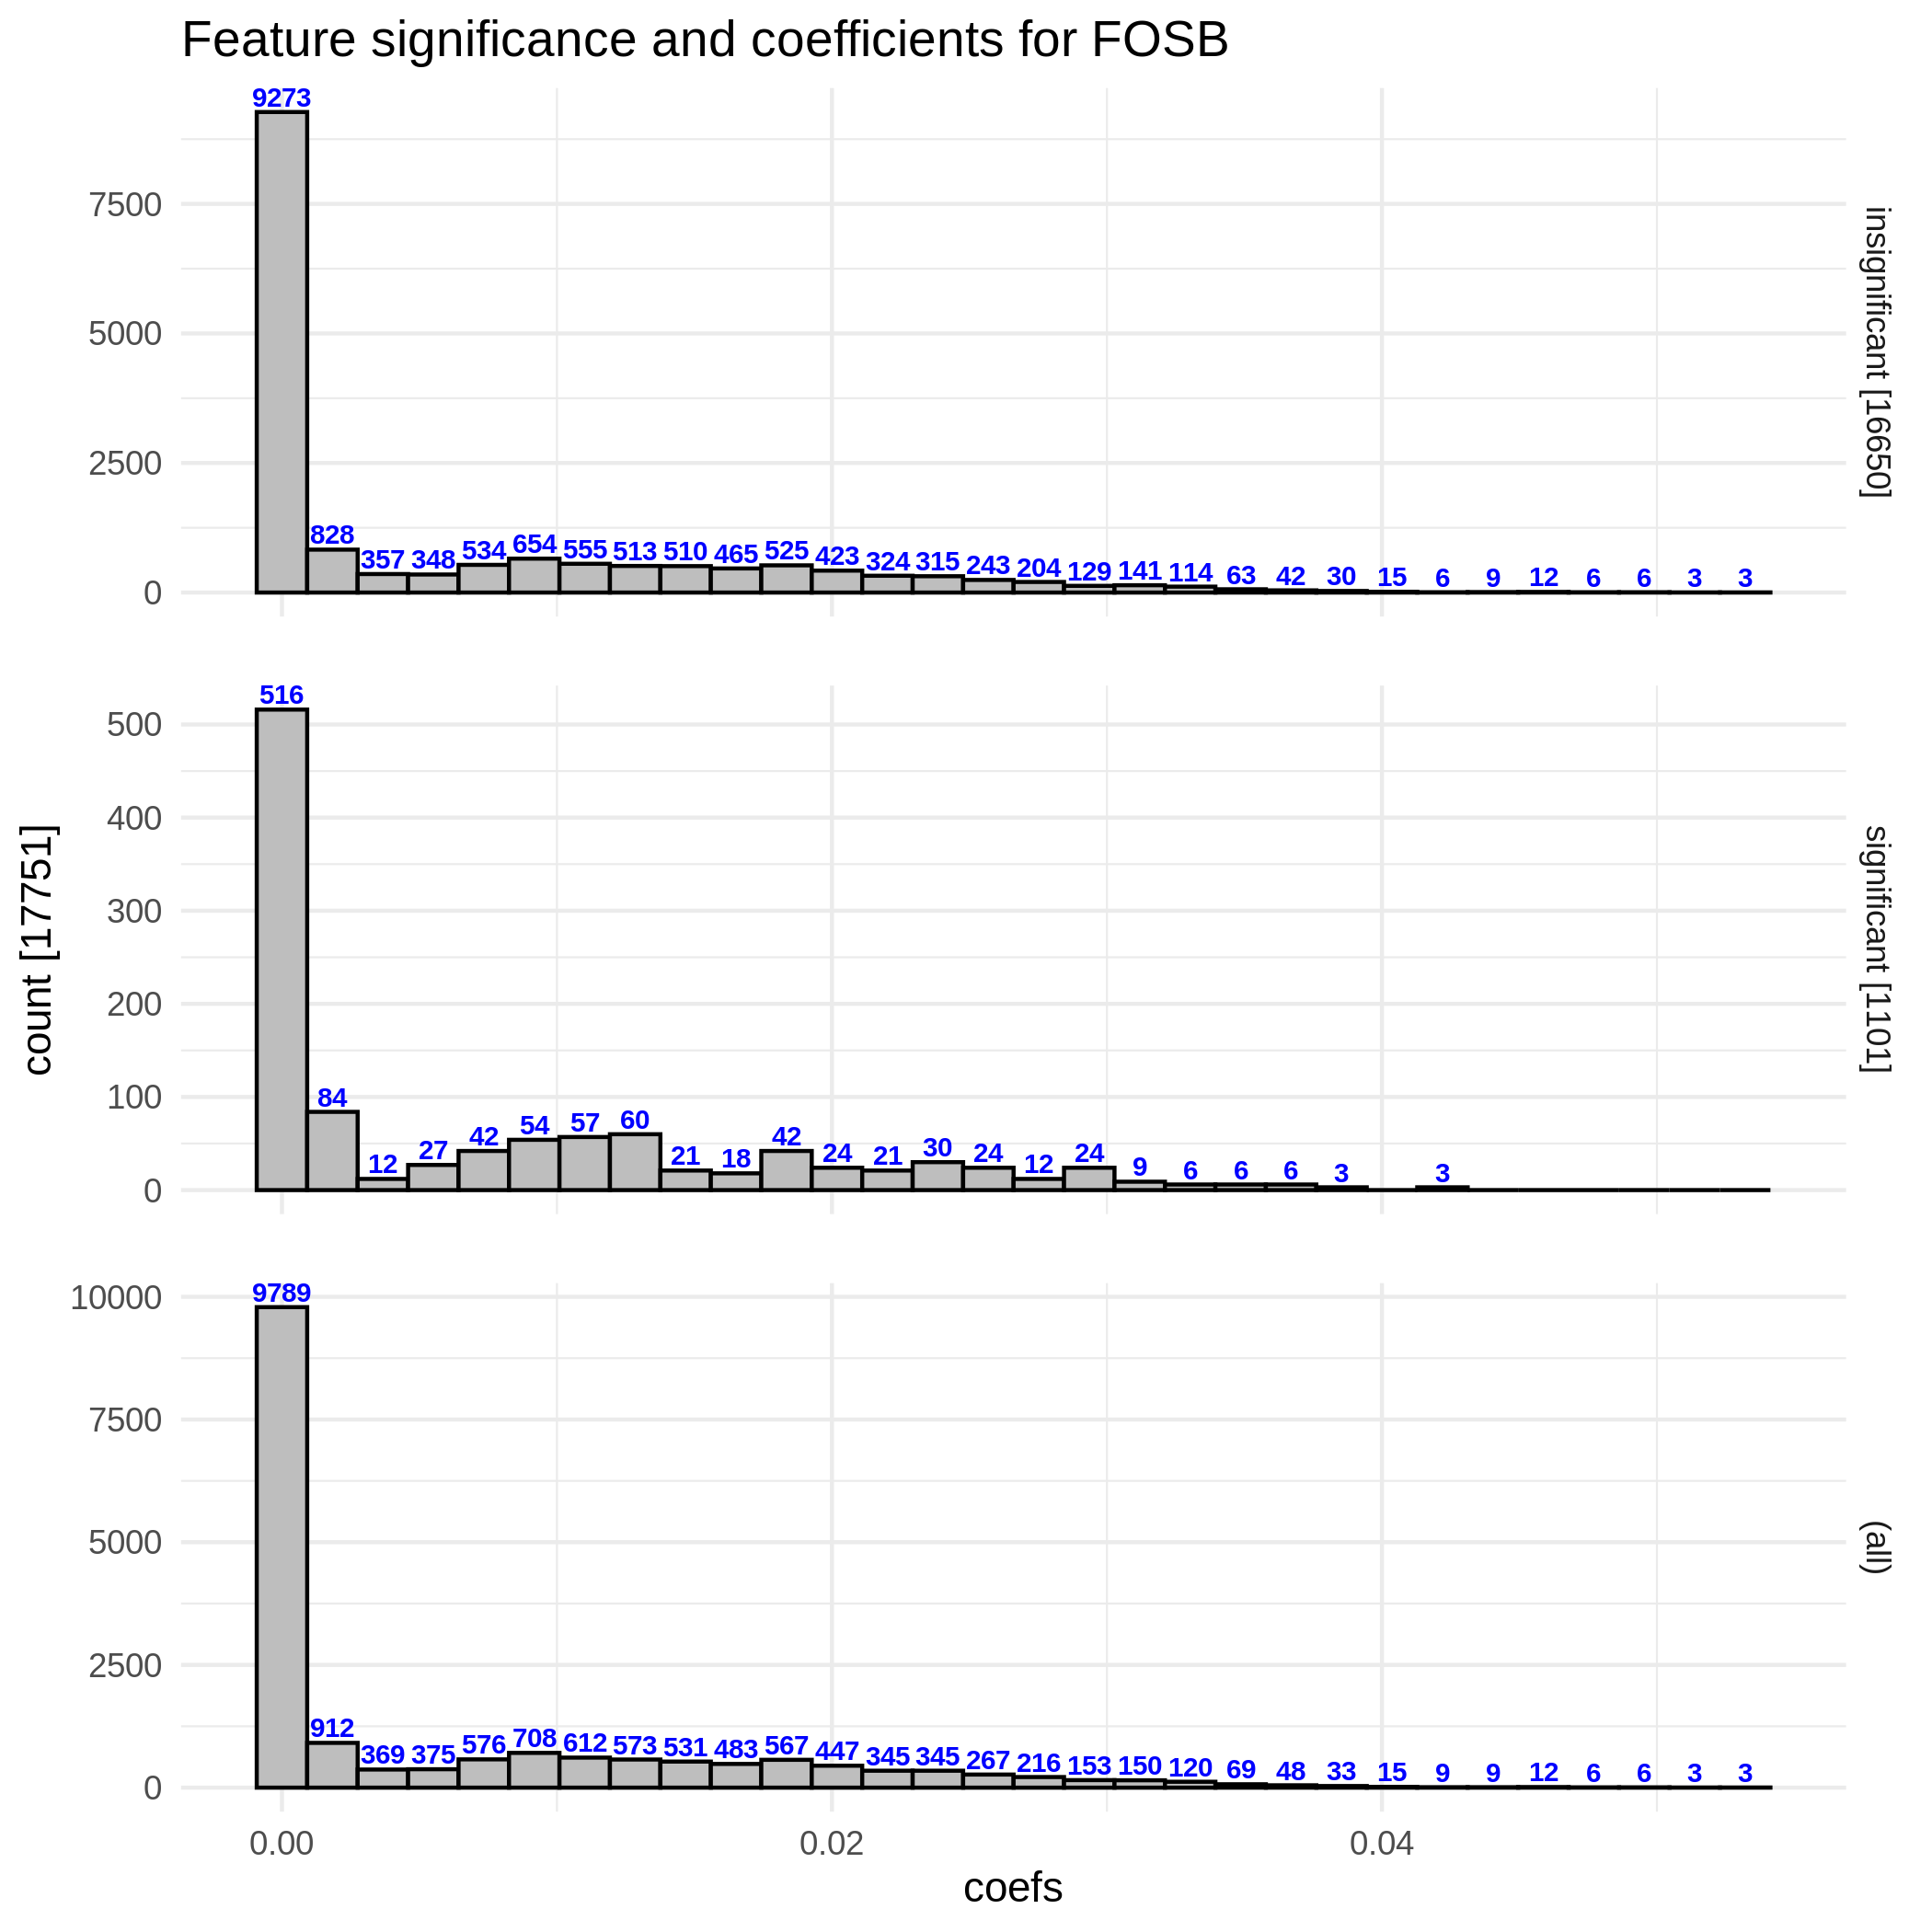 Feature significance and coefficients for FOSB
count [17751]
9273
828 357 348 534 654 555 513 510 465 525 423 324 315 243 204 129 141 114 63 42 30 15 6 9 12 6 6 3 3
7500
5000
2500
0
insignificant [16650]
516
84 12 27 42 54 57 60 21 18 42 24 21 30 24 12 24 9 6 6 6 3 3
500
400
300
200
100
0
significant [1101]
9789
912 369 375 576 708 612 573 531 483 567 447 345 345 267 216 153 150 120 69 48 33 15 9 9 12 6 6 3 3
10000
7500
5000
2500
0
(all)
0.00 0.02 0.04
coefs